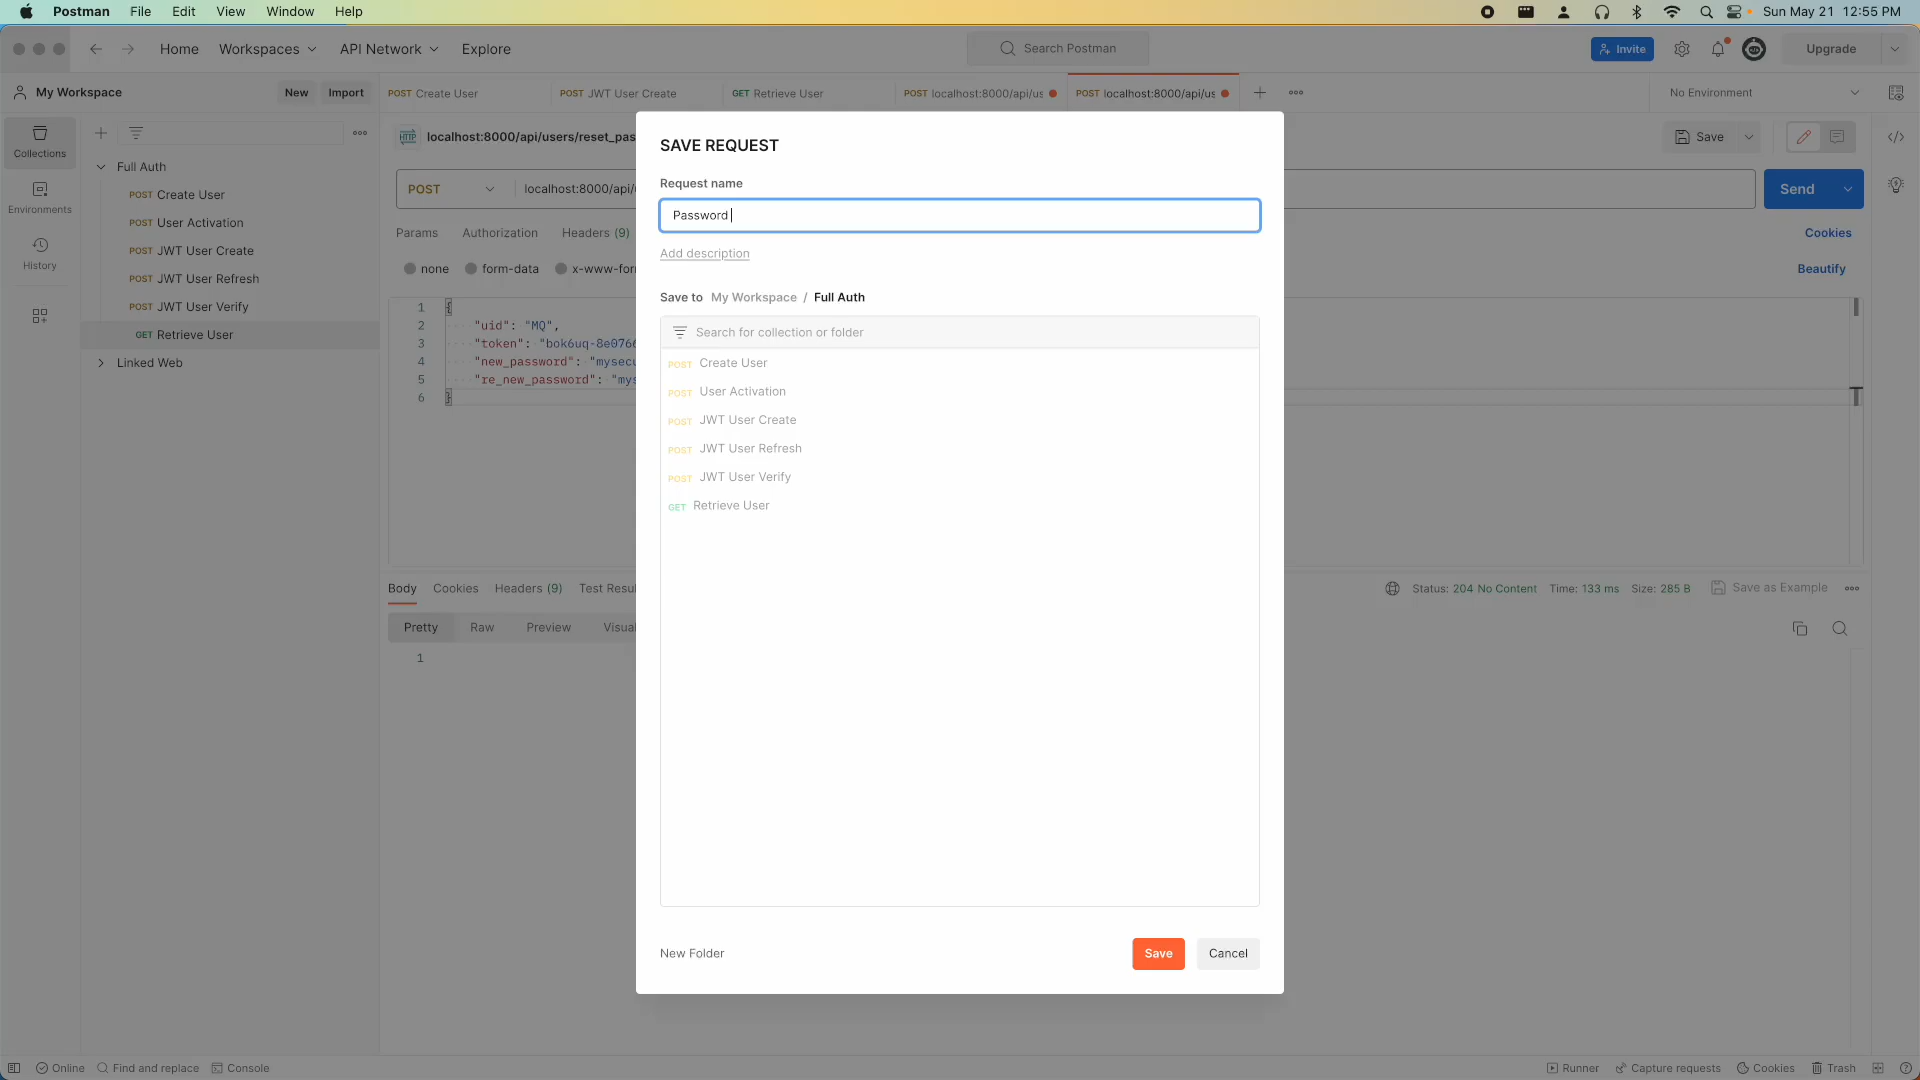 Postman File Edit View Window Help Sun May 21 12:55 PM
Home Workspaces API Network Explore Search Postman Invite Upgrade
My Workspace New Import POST Create User POST JWT User Create GET Retrieve User POST localhost:8000/api/us POST localhost:8000/api/us No Environment
Collections
Environments
History
Full Auth
POST Create User
POST User Activation
POST JWT User Create
POST JWT User Refresh
POST JWT User Verify
GET Retrieve User
Linked Web
HTTP localhost:8000/api/users/reset_pas Save
POST localhost:8000/api/ Send
Params Authorization Headers (9) Cookies
none form-data x-www-for Beautify
1 {
2 "uid": "MQ",
3 "token": "bok6uq-8e0766
4 "new_password": "mysecu
5 "re_new_password": "mys
6 }
Body Cookies Headers (9) Test Resul Status: 204 No Content Time: 133 ms Size: 285 B Save as Example
Pretty Raw Preview Visual
1
SAVE REQUEST
Request name
Password
Add description
Save to My Workspace / Full Auth
Search for collection or folder
POST Create User
POST User Activation
POST JWT User Create
POST JWT User Refresh
POST JWT User Verify
GET Retrieve User
New Folder Save Cancel
Online Find and replace Console Runner Capture requests Cookies Trash